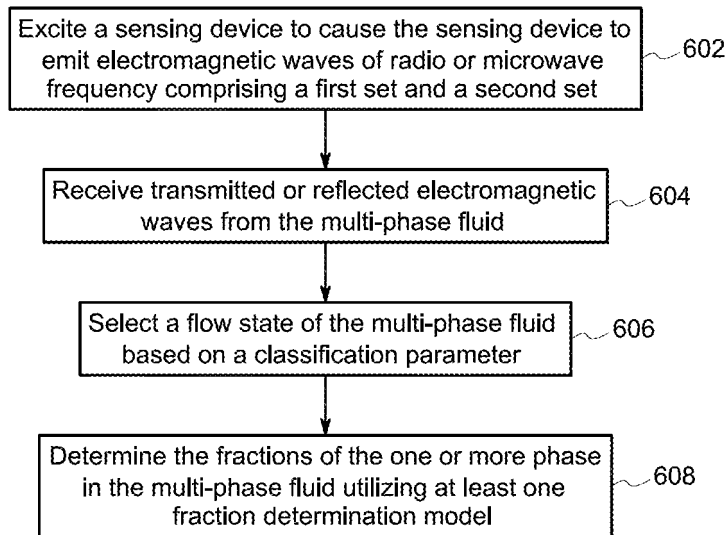 Excite a sensing device to cause the sensing device to
emit electromagnetic waves of radio or microwave
frequency comprising a first set and a second set
602
Receive transmitted or reflected electromagnetic
waves from the multi-phase fluid
604
Select a flow state of the multi-phase fluid
based on a classification parameter
606
Determine the fractions of the one or more phase
in the multi-phase fluid utilizing at least one
fraction determination model
608